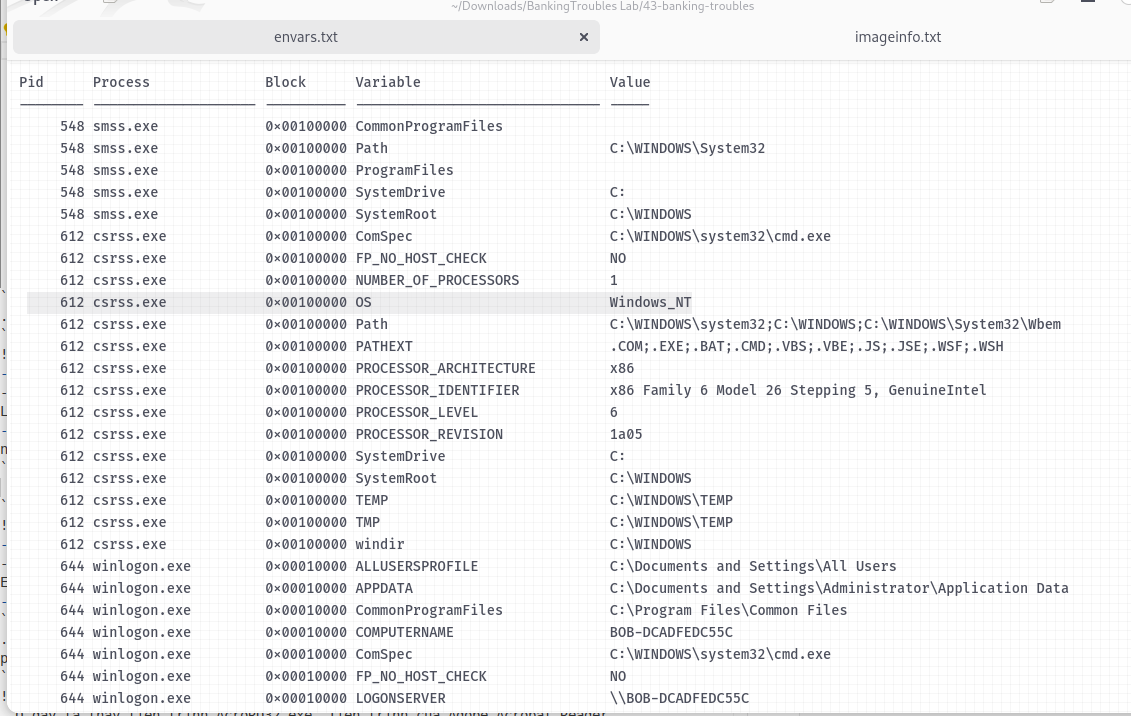 ~/Downloads/BankingTroubles Lab/43-banking-troubles
envars.txt × imageinfo.txt
Pid Process Block Variable Value
548 smss.exe 0×00100000 CommonProgramFiles
548 smss.exe 0×00100000 Path C:\WINDOWS\System32
548 smss.exe 0×00100000 ProgramFiles
548 smss.exe 0×00100000 SystemDrive C:
548 smss.exe 0×00100000 SystemRoot C:\WINDOWS
612 csrss.exe 0×00100000 ComSpec C:\WINDOWS\system32\cmd.exe
612 csrss.exe 0×00100000 FP_NO_HOST_CHECK NO
612 csrss.exe 0×00100000 NUMBER_OF_PROCESSORS 1
612 csrss.exe 0×00100000 OS Windows_NT
612 csrss.exe 0×00100000 Path C:\WINDOWS\system32;C:\WINDOWS;C:\WINDOWS\System32\Wbem
612 csrss.exe 0×00100000 PATHEXT .COM;.EXE;.BAT;.CMD;.VBS;.VBE;.JS;.JSE;.WSF;.WSH
612 csrss.exe 0×00100000 PROCESSOR_ARCHITECTURE x86
612 csrss.exe 0×00100000 PROCESSOR_IDENTIFIER x86 Family 6 Model 26 Stepping 5, GenuineIntel
612 csrss.exe 0×00100000 PROCESSOR_LEVEL 6
612 csrss.exe 0×00100000 PROCESSOR_REVISION 1a05
612 csrss.exe 0×00100000 SystemDrive C:
612 csrss.exe 0×00100000 SystemRoot C:\WINDOWS
612 csrss.exe 0×00100000 TEMP C:\WINDOWS\TEMP
612 csrss.exe 0×00100000 TMP C:\WINDOWS\TEMP
612 csrss.exe 0×00100000 windir C:\WINDOWS
644 winlogon.exe 0×00010000 ALLUSERSPROFILE C:\Documents and Settings\All Users
644 winlogon.exe 0×00010000 APPDATA C:\Documents and Settings\Administrator\Application Data
644 winlogon.exe 0×00010000 CommonProgramFiles C:\Program Files\Common Files
644 winlogon.exe 0×00010000 COMPUTERNAME BOB-DCADFEDC55C
644 winlogon.exe 0×00010000 ComSpec C:\WINDOWS\system32\cmd.exe
644 winlogon.exe 0×00010000 FP_NO_HOST_CHECK NO
644 winlogon.exe 0×00010000 LOGONSERVER \\BOB-DCADFEDC55C